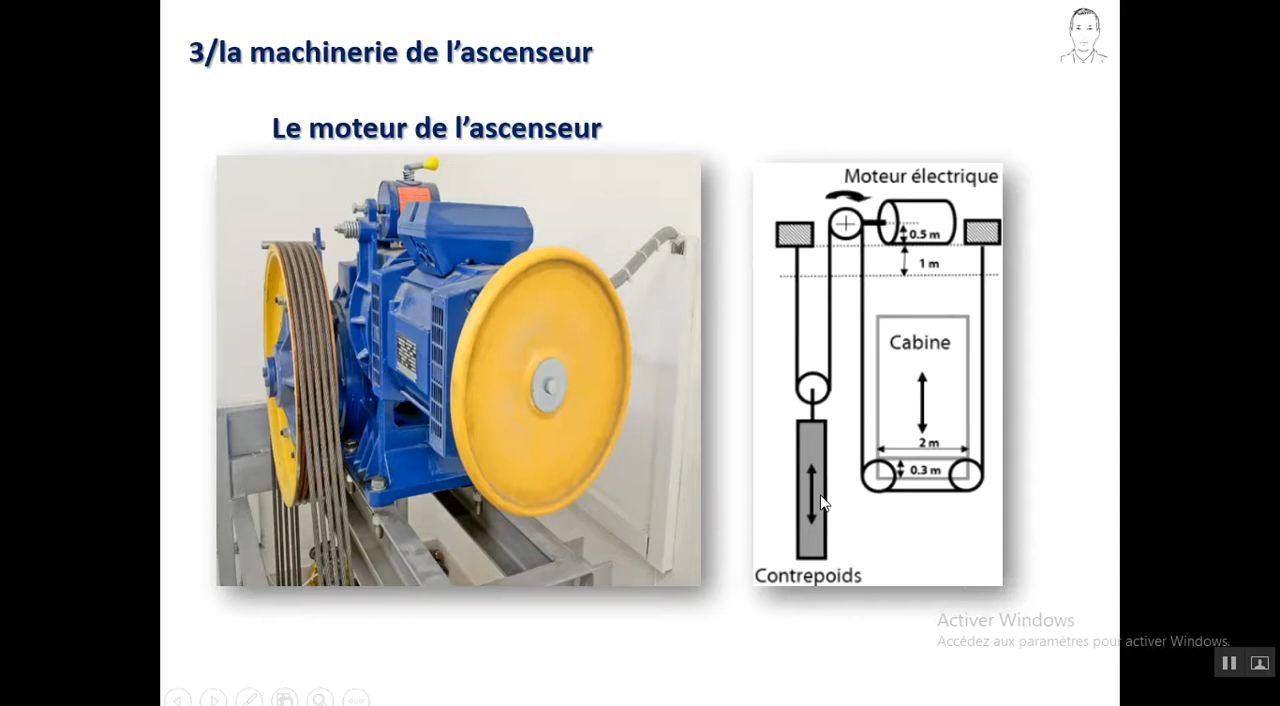 3/la machinerie de l’ascenseur
Le moteur de l’ascenseur
Moteur électrique
0.5 m
1 m
Cabine
2 m
0.3 m
Contrepoids
Activer Windows
Accédez aux paramètres pour activer Windows.